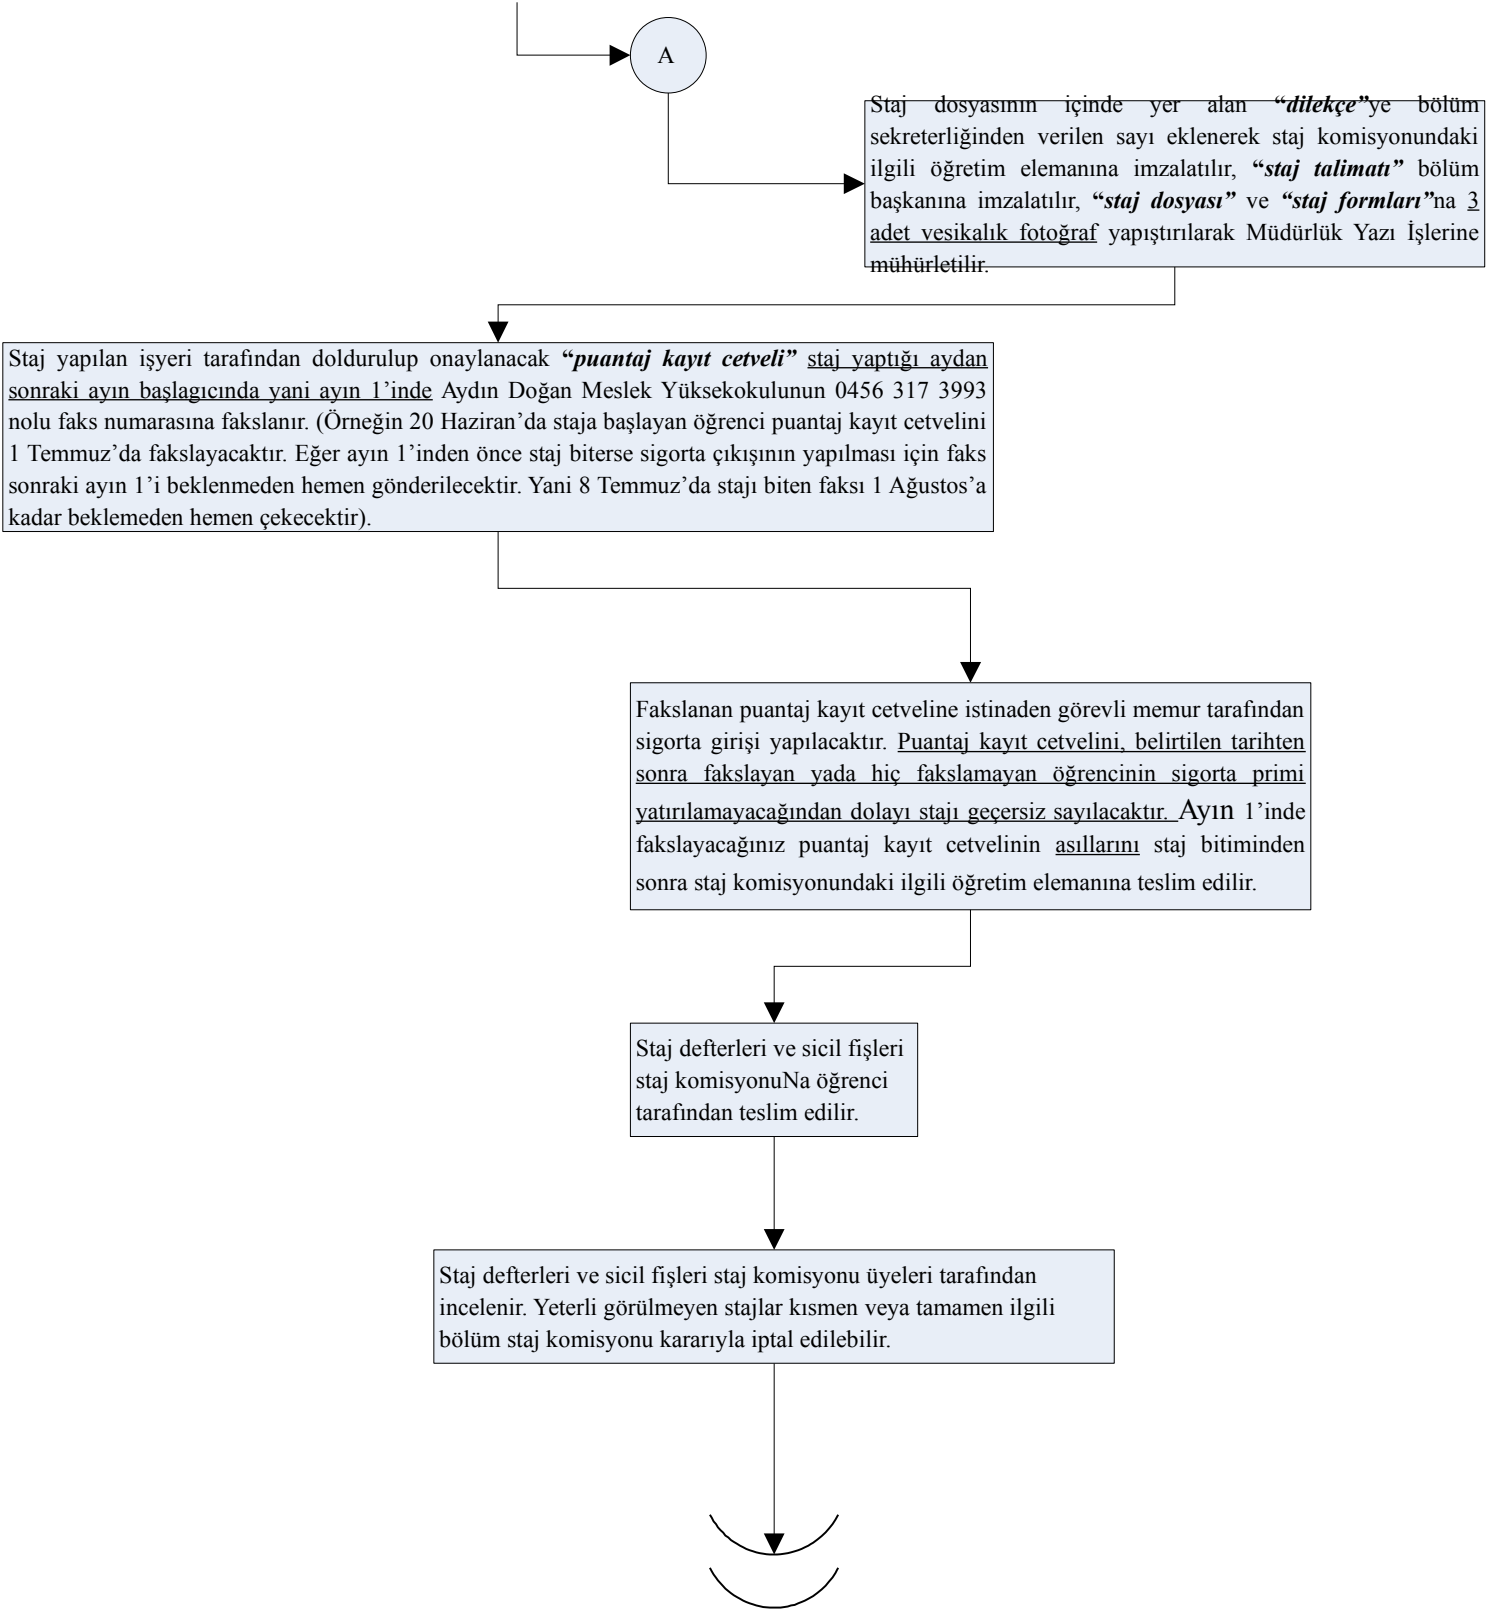 A
Staj dosyasının içinde yer alan “dilekçe”ye bölüm
sekreterliğinden verilen sayı eklenerek staj komisyonundaki
ilgili öğretim elemanına imzalatılır, “staj talimatı” bölüm
başkanına imzalatılır, “staj dosyası” ve “staj formları”na 3
adet vesikalık fotoğraf yapıştırılarak Müdürlük Yazı İşlerine
mühürletilir.
Staj yapılan işyeri tarafından doldurulup onaylanacak “puantaj kayıt cetveli” staj yaptığı aydan
sonraki ayın başlagıcında yani ayın 1’inde Aydın Doğan Meslek Yüksekokulunun 0456 317 3993
nolu faks numarasına fakslanır. (Örneğin 20 Haziran’da staja başlayan öğrenci puantaj kayıt cetvelini
1 Temmuz’da fakslayacaktır. Eğer ayın 1’inden önce staj biterse sigorta çıkışının yapılması için faks
sonraki ayın 1’i beklenmeden hemen gönderilecektir. Yani 8 Temmuz’da stajı biten faksı 1 Ağustos’a
kadar beklemeden hemen çekecektir).
Fakslanan puantaj kayıt cetveline istinaden görevli memur tarafından
sigorta girişi yapılacaktır. Puantaj kayıt cetvelini, belirtilen tarihten
sonra fakslayan yada hiç fakslamayan öğrencinin sigorta primi
yatırılamayacağından dolayı stajı geçersiz sayılacaktır. Ayın 1’inde
fakslayacağınız puantaj kayıt cetvelinin asıllarını staj bitiminden
sonra staj komisyonundaki ilgili öğretim elemanına teslim edilir.
Staj defterleri ve sicil fişleri
staj komisyonuNa öğrenci
tarafından teslim edilir.
Staj defterleri ve sicil fişleri staj komisyonu üyeleri tarafından
incelenir. Yeterli görülmeyen stajlar kısmen veya tamamen ilgili
bölüm staj komisyonu kararıyla iptal edilebilir.